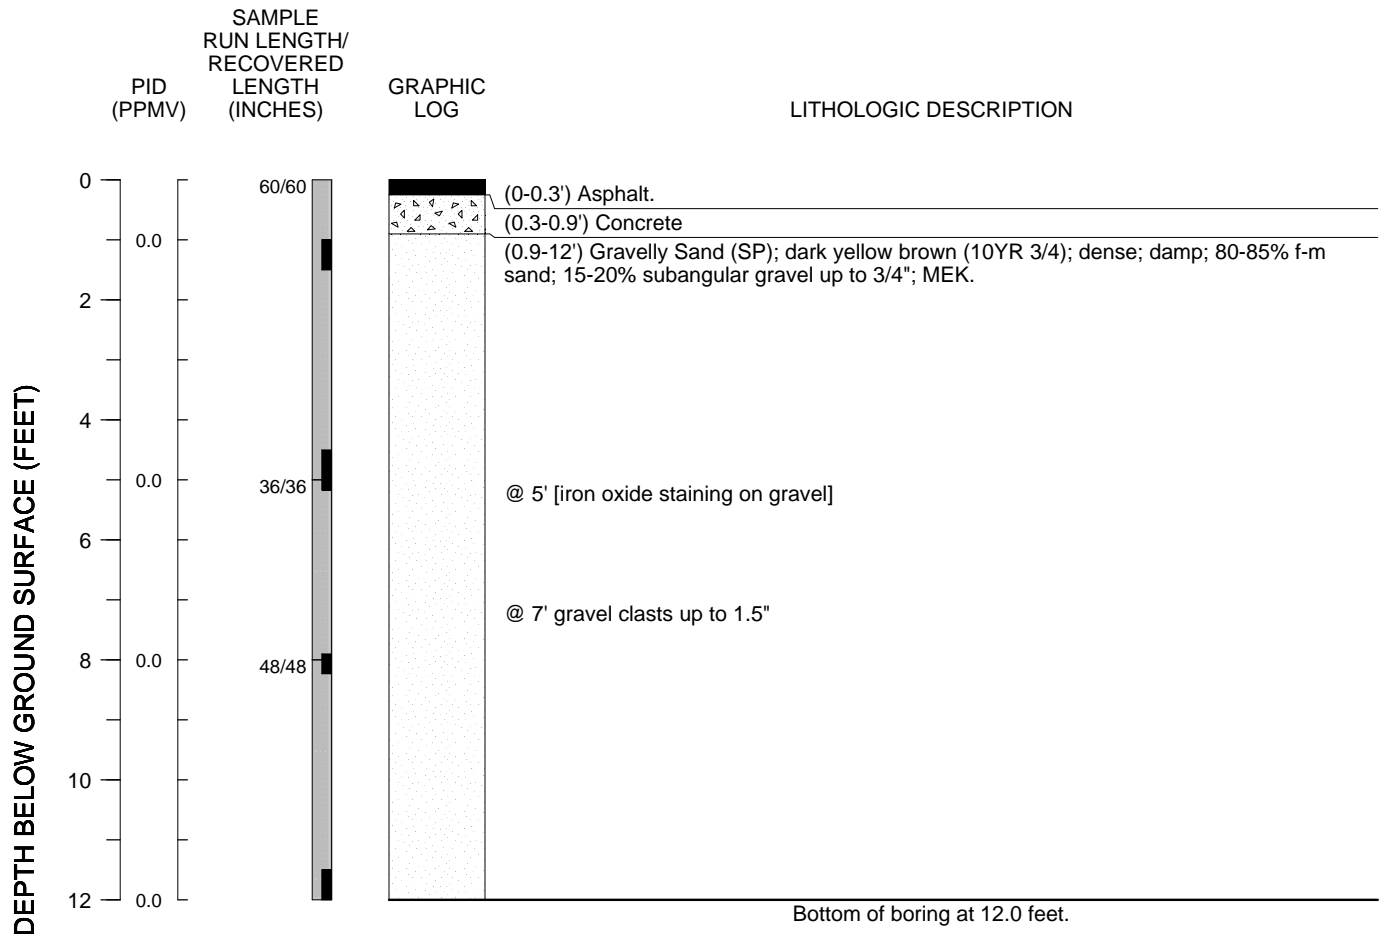 SAMPLE
RUN LENGTH/
RECOVERED
LENGTH
(INCHES)
PID
(PPMV)
GRAPHIC
LOG
LITHOLOGIC DESCRIPTION
DEPTH BELOW GROUND SURFACE (FEET)
0
60/60
(0-0.3') Asphalt.
(0.3-0.9') Concrete
0.0
(0.9-12') Gravelly Sand (SP); dark yellow brown (10YR 3/4); dense; damp; 80-85% f-m
sand; 15-20% subangular gravel up to 3/4"; MEK.
2
4
0.0
36/36
@ 5' [iron oxide staining on gravel]
6
@ 7' gravel clasts up to 1.5"
8
0.0
48/48
10
12
0.0
Bottom of boring at 12.0 feet.